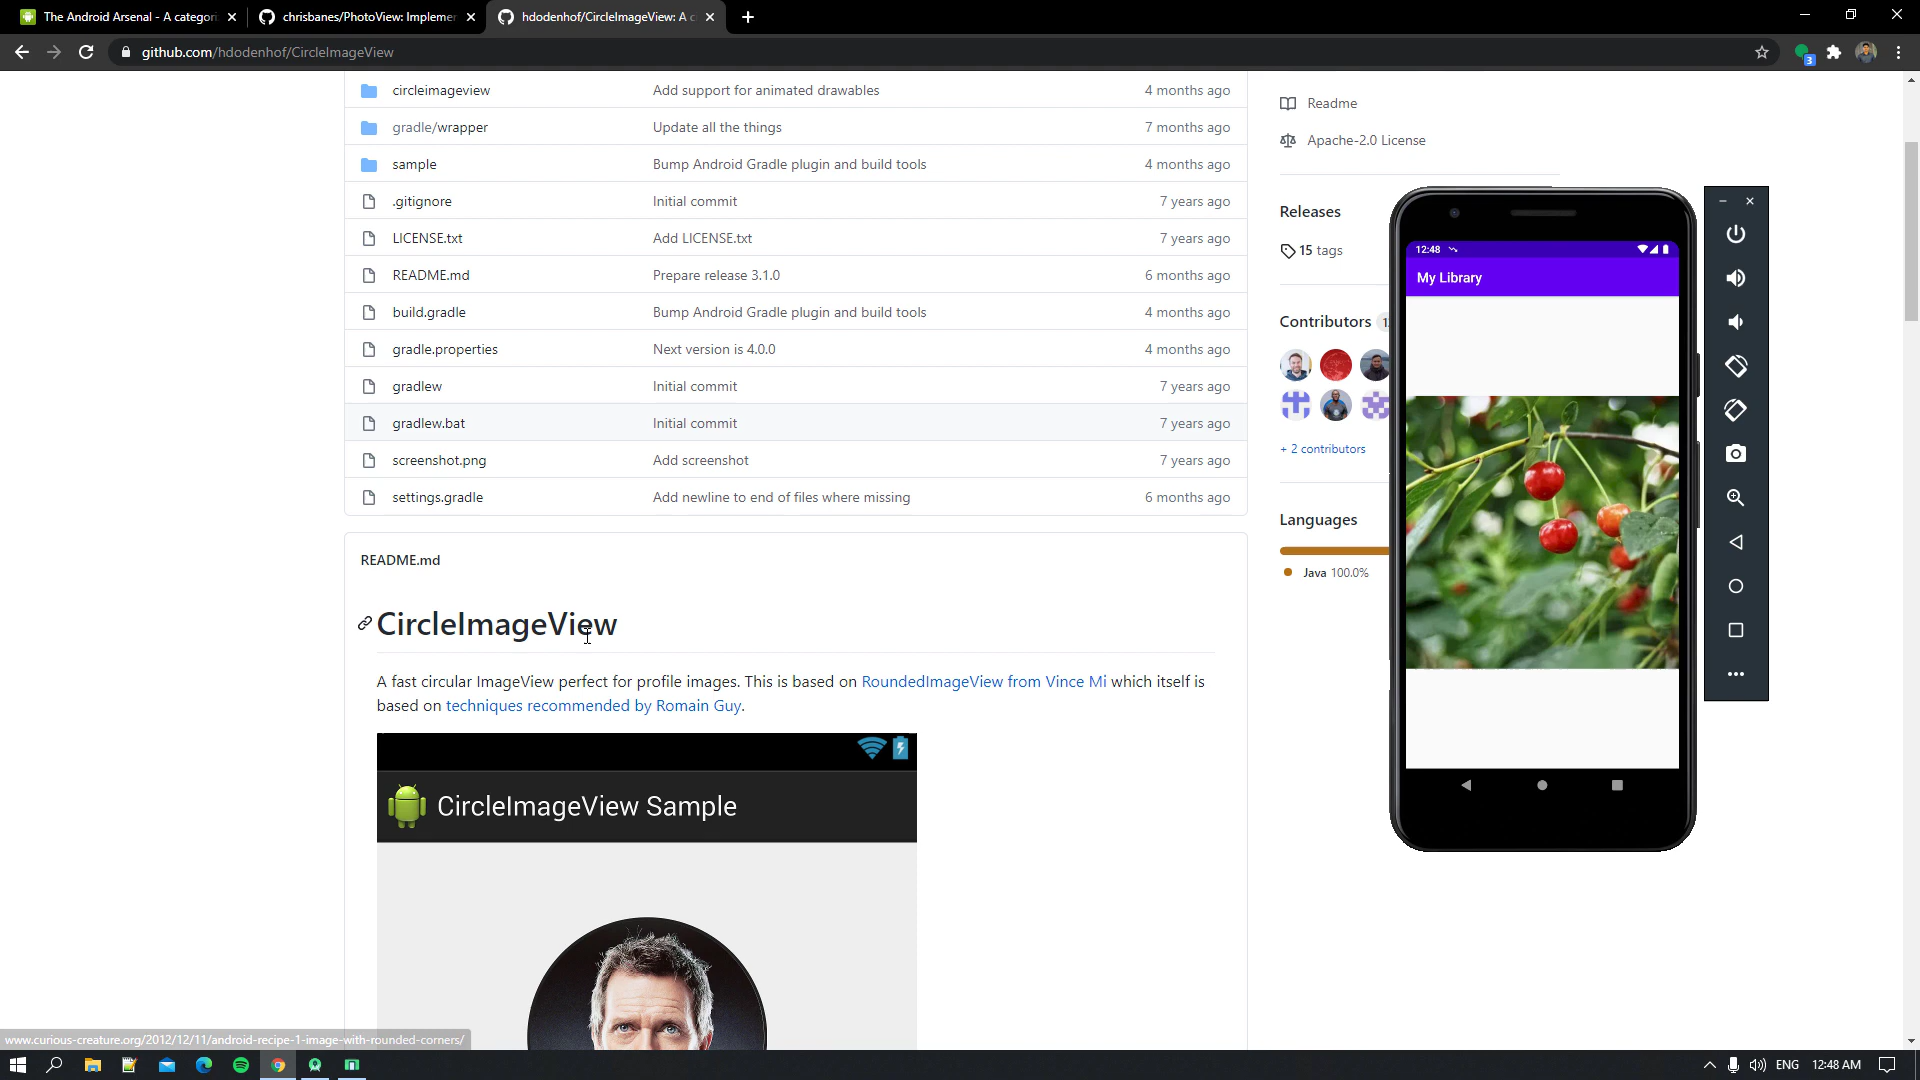 The Android Arsenal - A categori
chrisbanes/PhotoView: Implemen
hdodenhof/CircleImageView: A ci
github.com/hdodenhof/CircleImageView
3
circleimageview Add support for animated drawables 4 months ago
gradle/wrapper Update all the things 7 months ago
sample Bump Android Gradle plugin and build tools 4 months ago
.gitignore Initial commit 7 years ago
LICENSE.txt Add LICENSE.txt 7 years ago
README.md Prepare release 3.1.0 6 months ago
build.gradle Bump Android Gradle plugin and build tools 4 months ago
gradle.properties Next version is 4.0.0 4 months ago
gradlew Initial commit 7 years ago
gradlew.bat Initial commit 7 years ago
screenshot.png Add screenshot 7 years ago
settings.gradle Add newline to end of files where missing 6 months ago
README.md
CircleImageView
A fast circular ImageView perfect for profile images. This is based on RoundedImageView from Vince Mi which itself is
based on techniques recommended by Romain Guy.
CircleImageView Sample
Readme
Apache-2.0 License
Releases
15 tags
Contributors
+ 2 contributors
Languages
Java 100.0%
12:48
My Library
www.curious-creature.org/2012/12/11/android-recipe-1-image-with-rounded-corners/
ENG 12:48 AM